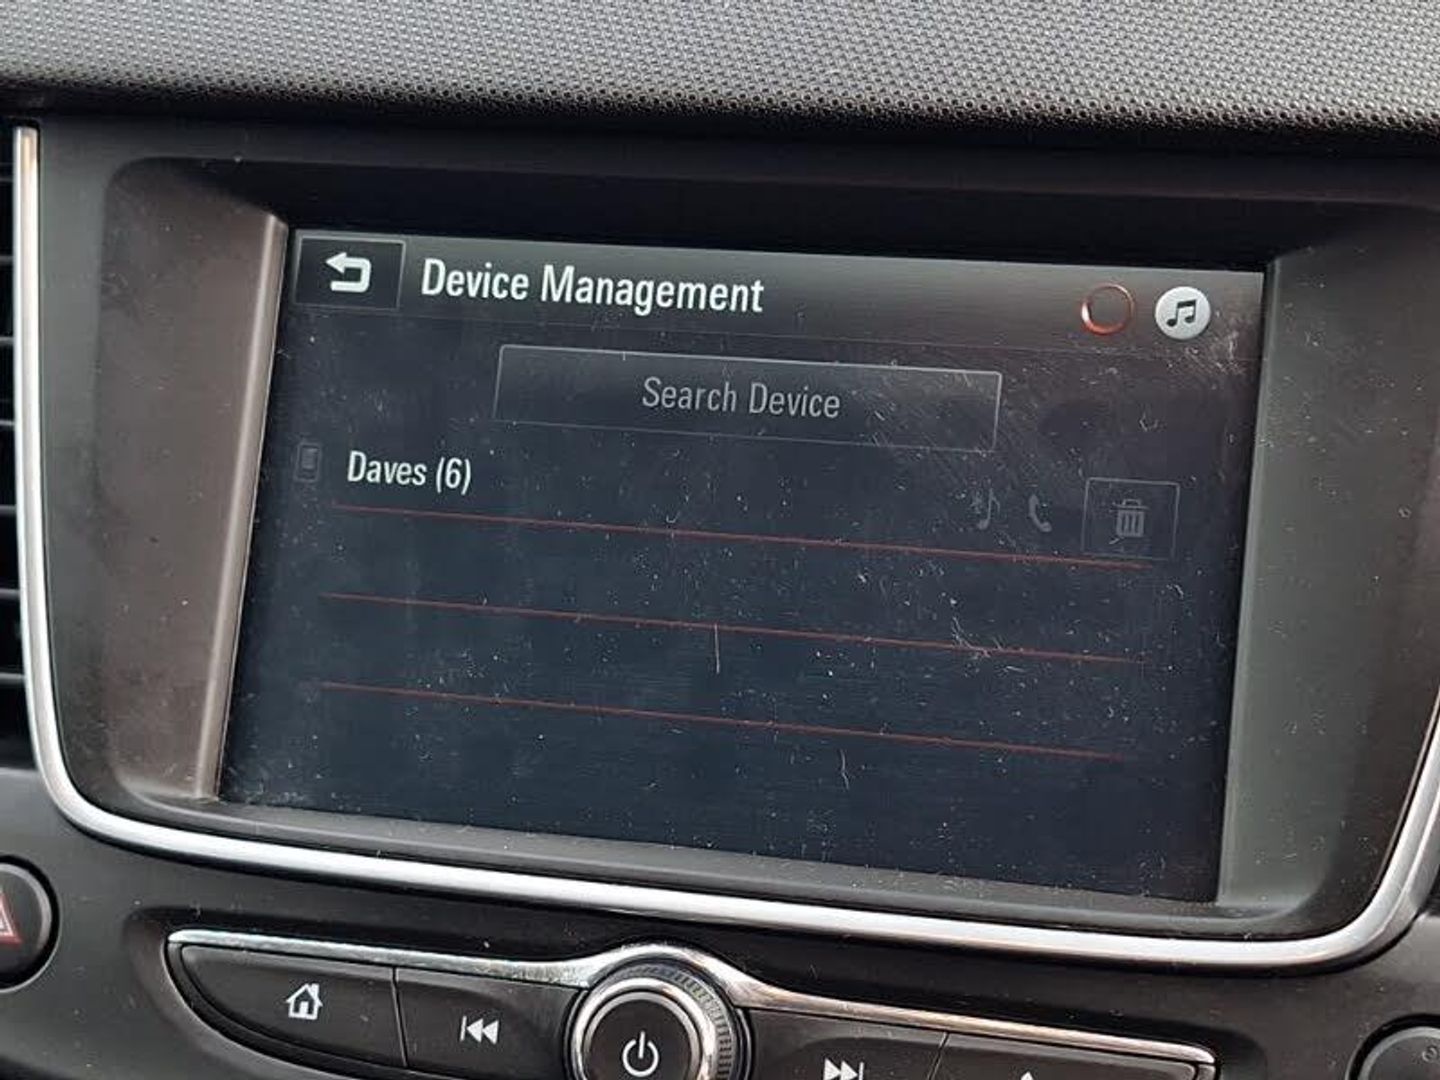 Device Management
Search Device
Daves (6)